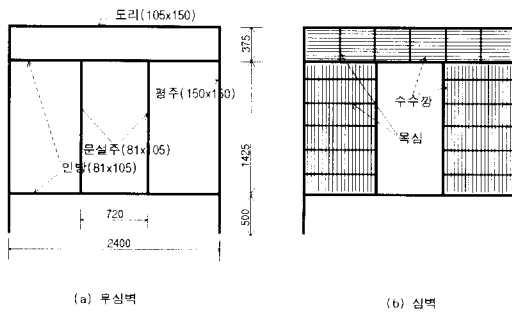 도리(105x150)
375
평주(150x150)
수수깡
목심
문설주(81x105)
인방(81x105)
1425
720
500
2400
(a) 무심벽
(b) 심벽